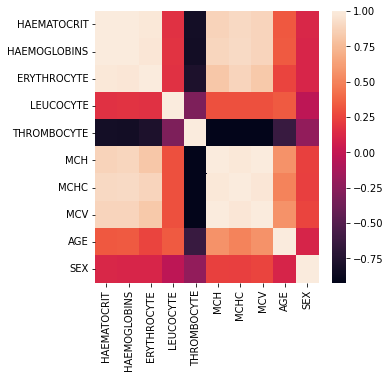 HAEMATOCRIT
HAEMOGLOBINS
ERYTHROCYTE
LEUCOCYTE
THROMBOCYTE
MCH
MCHC
MCV
AGE
SEX
HAEMATOCRIT
HAEMOGLOBINS
ERYTHROCYTE
LEUCOCYTE
THROMBOCYTE
MCH
MCHC
MCV
AGE
SEX
1.00
0.75
0.50
0.25
0.00
−0.25
−0.50
−0.75